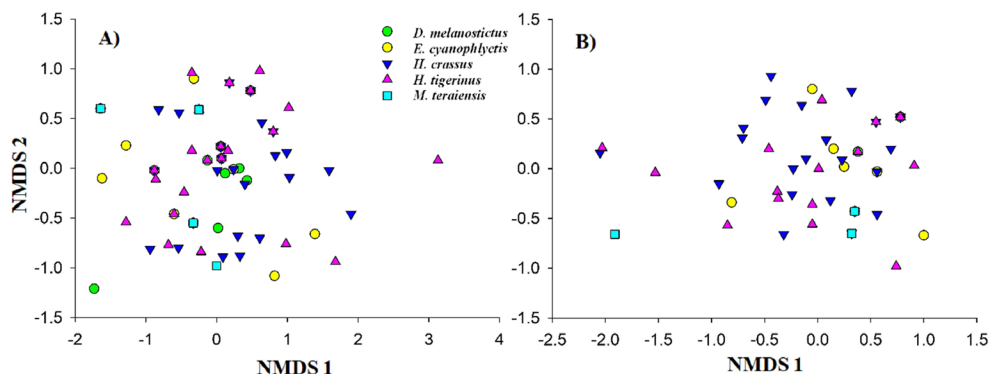 A)
D. melanostictus
E. cyanophlyctis
H. crassus
H. tigerinus
M. teraiensis
NMDS 2
1.5
1.0
0.5
0.0
-0.5
-1.0
-1.5
-2 -1 0 1 2 3 4
NMDS 1
B)
1.5
1.0
0.5
0.0
-0.5
-1.0
-1.5
-2.5 -2.0 -1.5 -1.0 -0.5 0.0 0.5 1.0 1.5
NMDS 1